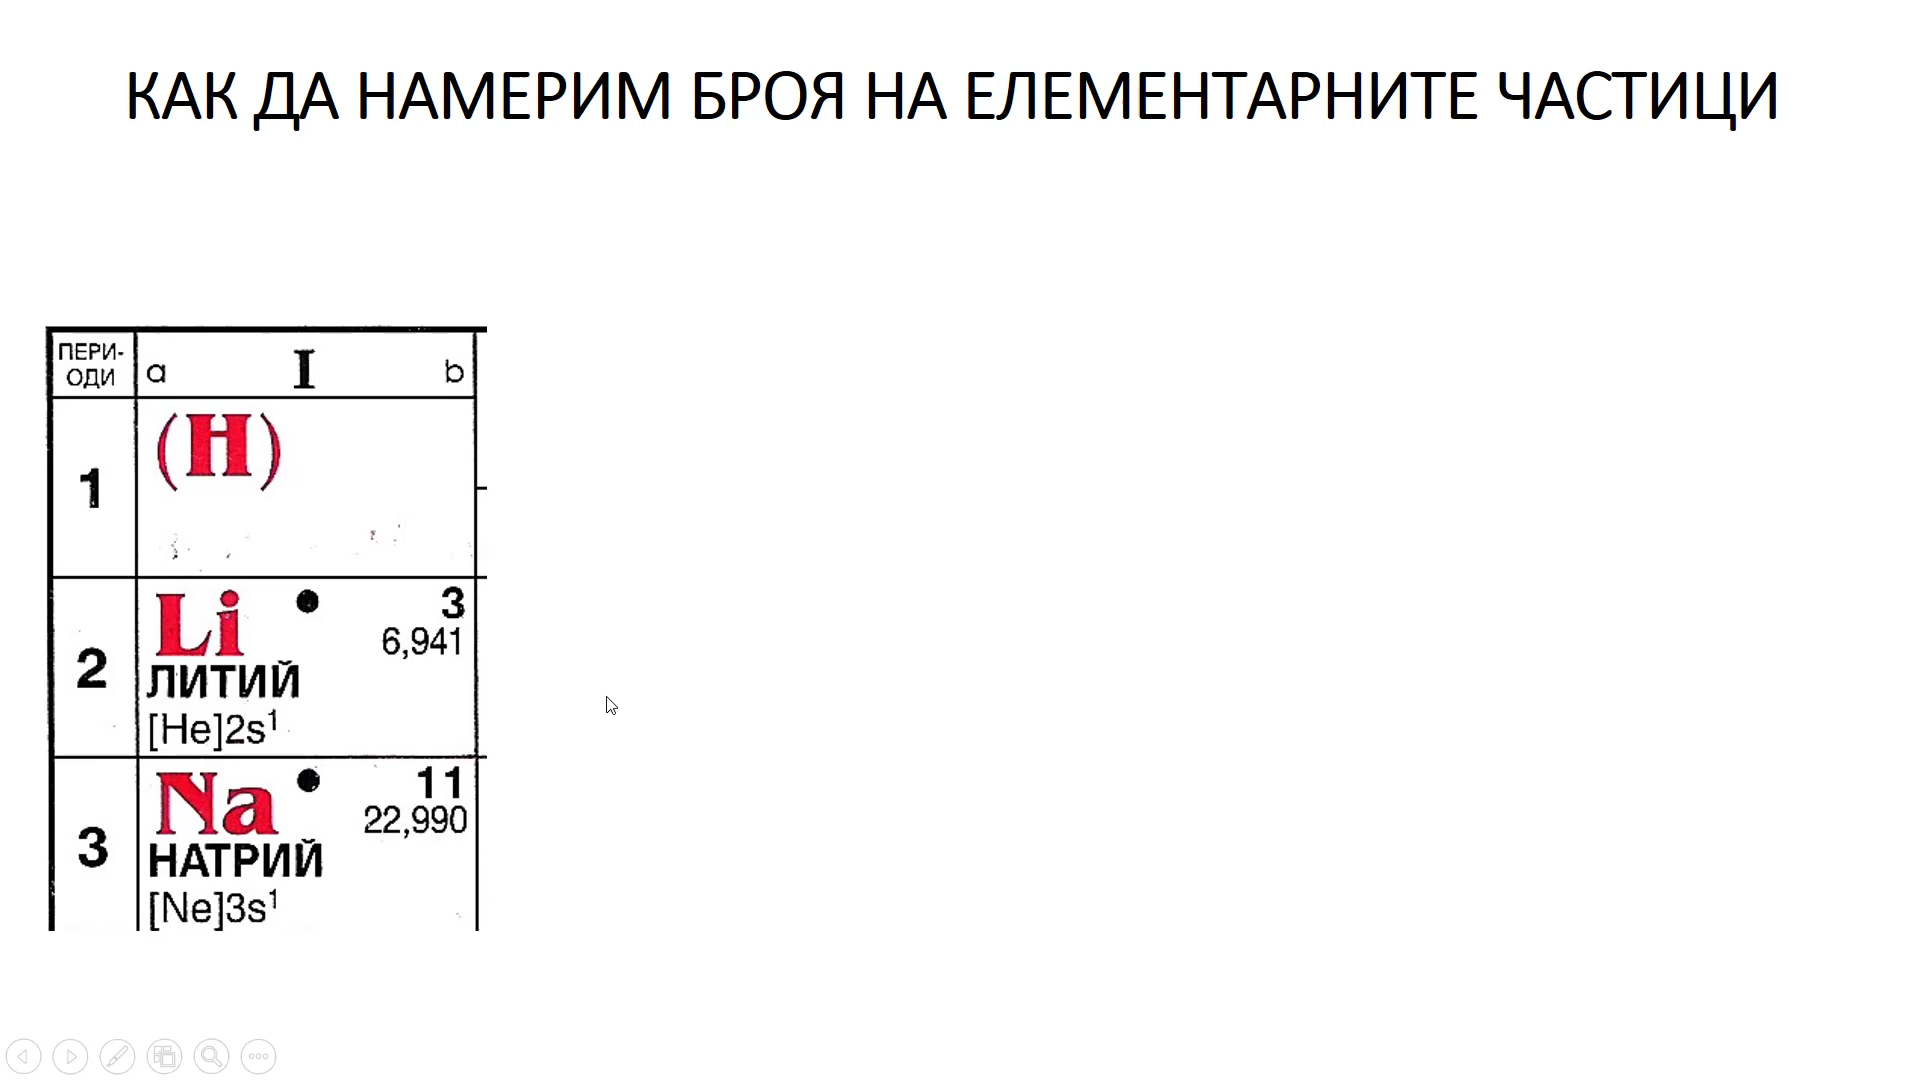 КАК ДА НАМЕРИМ БРОЯ НА ЕЛЕМЕНТАРНИТЕ ЧАСТИЦИ
ПЕРИ-
ОДИ
a I b
1
(H)
2
Li ● 3
6,941
ЛИТИЙ
[He]2s¹
3
Na ● 11
22,990
НАТРИЙ
[Ne]3s¹